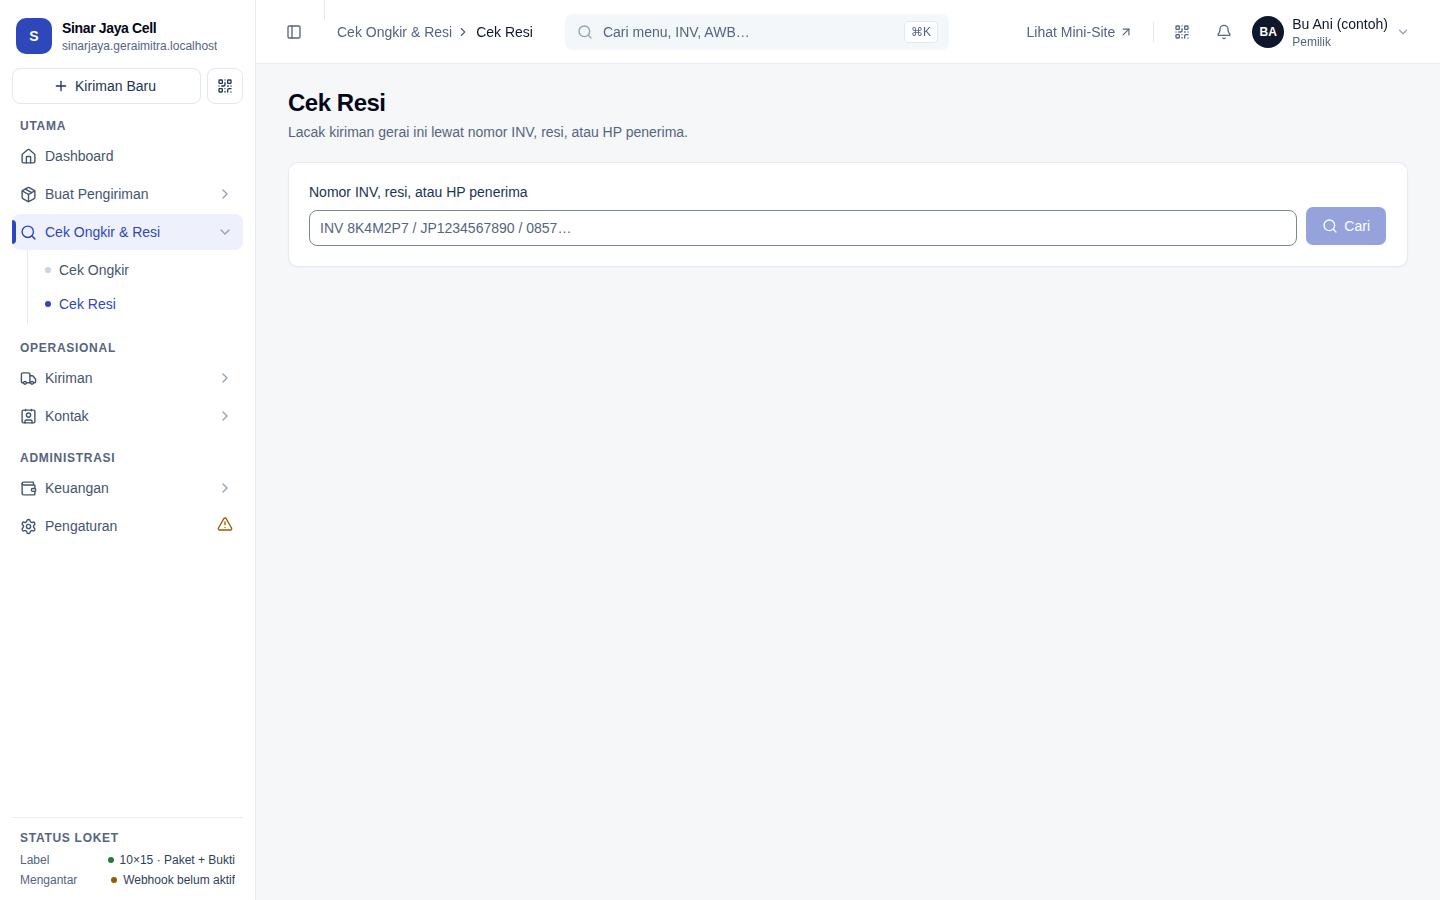 S
Sinar Jaya Cell
sinarjaya.geraimitra.localhost
Kiriman Baru
UTAMA
Dashboard
Buat Pengiriman
Cek Ongkir & Resi
Cek Ongkir
Cek Resi
OPERASIONAL
Kiriman
Kontak
ADMINISTRASI
Keuangan
Pengaturan
STATUS LOKET
Label 10×15 · Paket + Bukti
Mengantar Webhook belum aktif
Cek Ongkir & Resi > Cek Resi
Cari menu, INV, AWB… ⌘K
Lihat Mini-Site
BA
Bu Ani (contoh)
Pemilik
Cek Resi
Lacak kiriman gerai ini lewat nomor INV, resi, atau HP penerima.
Nomor INV, resi, atau HP penerima
INV 8K4M2P7 / JP1234567890 / 0857…
Cari